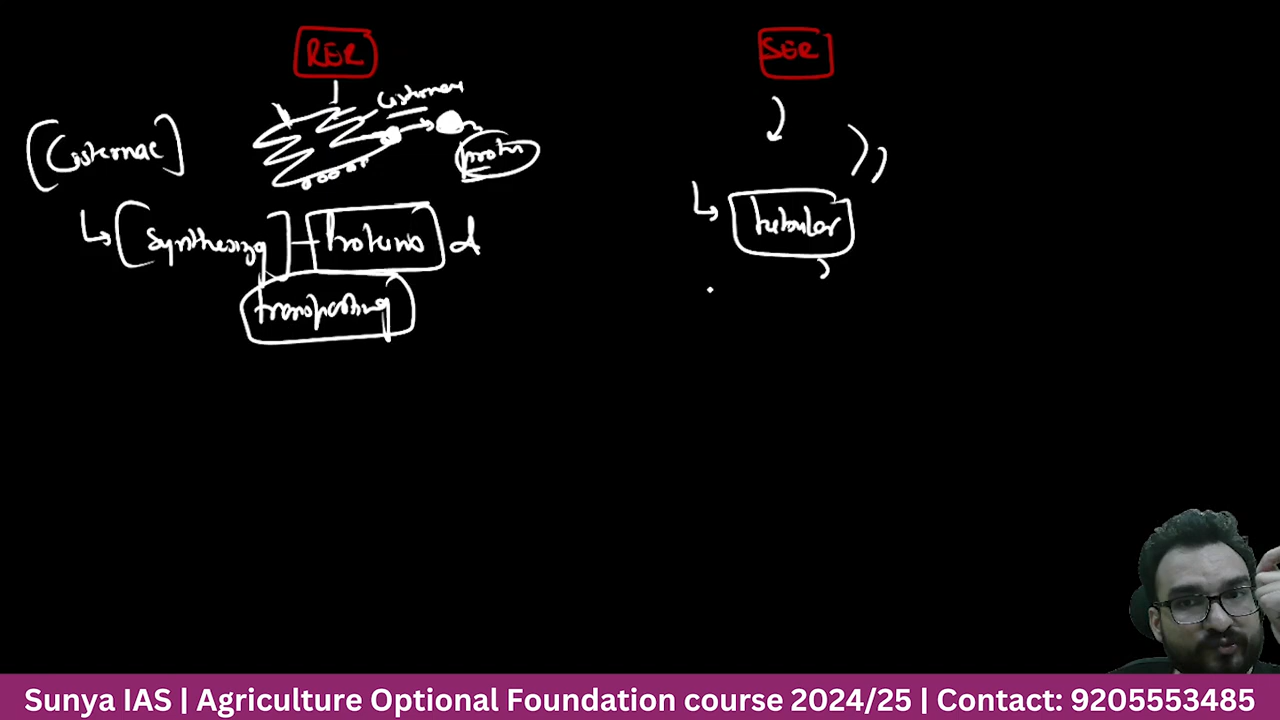 RER
SER
Cisternae
[Cisternae]
protein
[Synthesizing] Proteins &
transporting
tubular
Sunya IAS | Agriculture Optional Foundation course 2024/25 | Contact: 9205553485